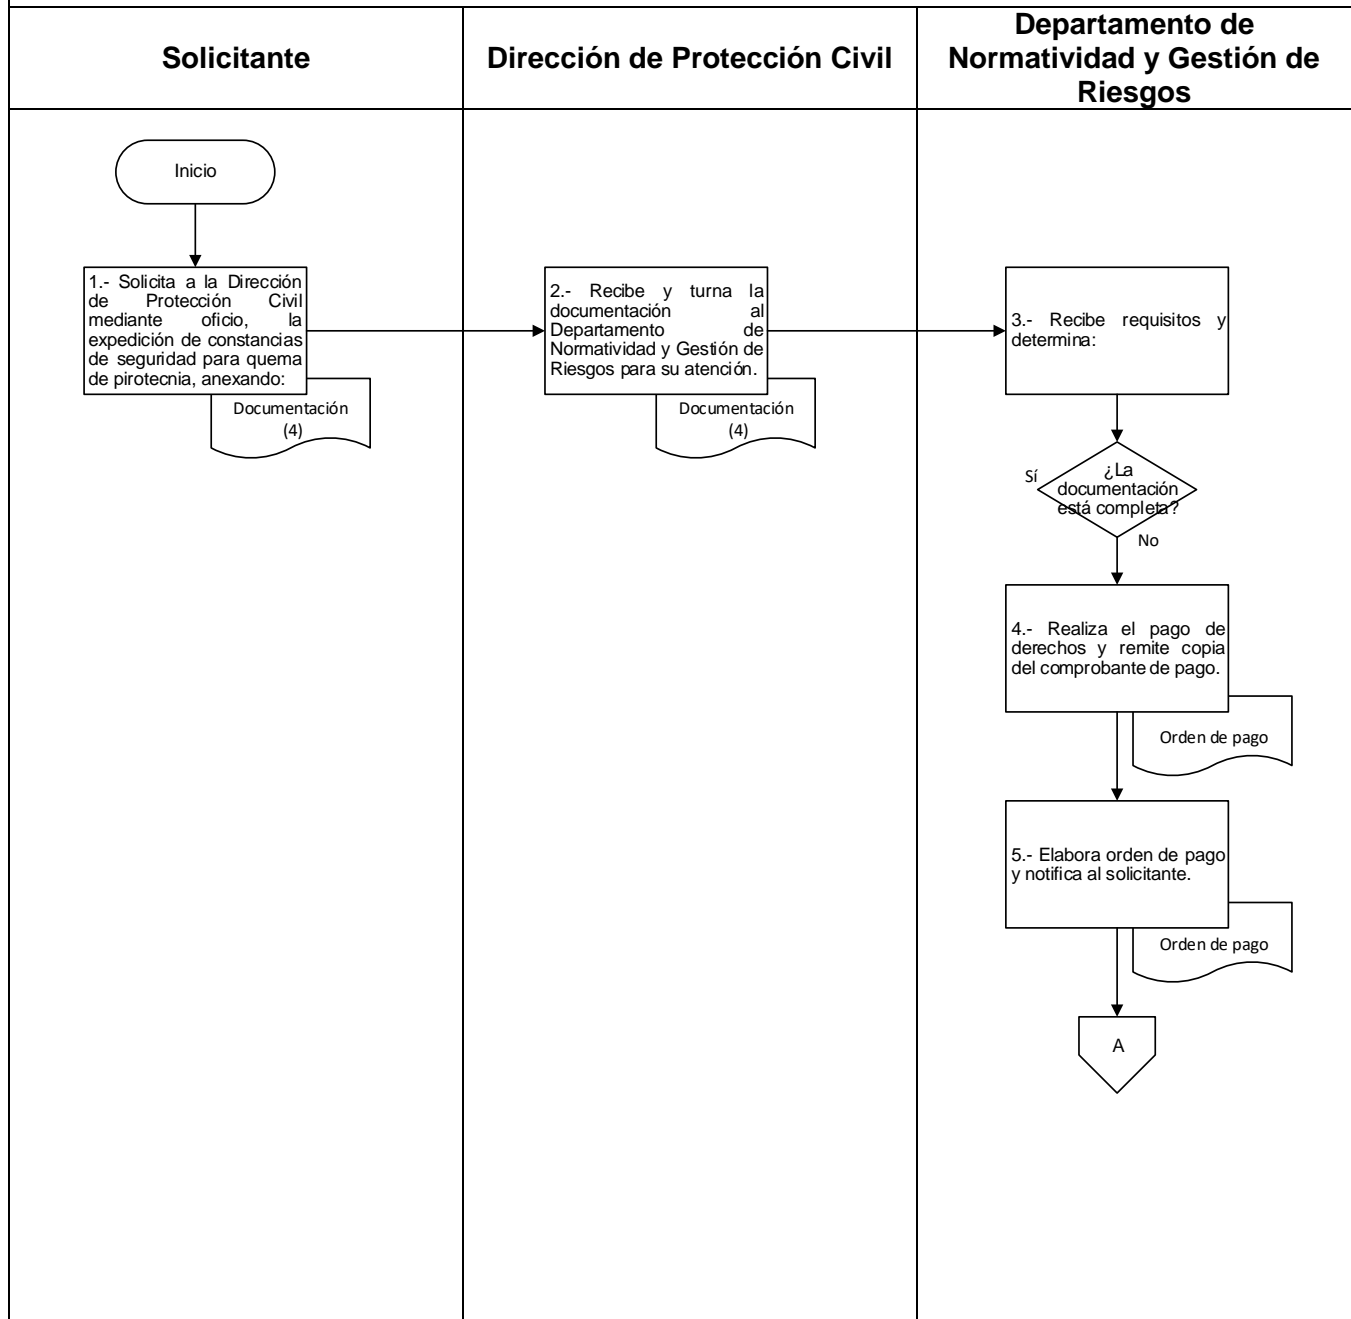 Solicitante
Dirección de Protección Civil
Departamento de
Normatividad y Gestión de
Riesgos
Inicio
1.- Solicita a la Dirección
de Protección Civil
mediante oficio, la
expedición de constancias
de seguridad para quema
de pirotecnia, anexando:
Documentación
(4)
2.- Recibe y turna la
documentación al
Departamento de
Normatividad y Gestión de
Riesgos para su atención.
Documentación
(4)
3.- Recibe requisitos y
determina:
Sí
¿La
documentación
está completa?
No
4.- Realiza el pago de
derechos y remite copia
del comprobante de pago.
Orden de pago
5.- Elabora orden de pago
y notifica al solicitante.
Orden de pago
A